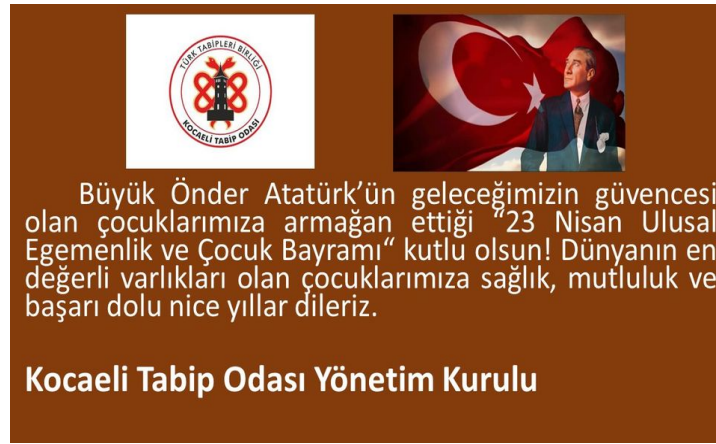 TÜRK TABİPLERİ BİRLİĞİ
KOCAELİ TABİP ODASI
Büyük Önder Atatürk’ün geleceğimizin güvencesi
olan çocuklarımıza armağan ettiği “23 Nisan Ulusal
Egemenlik ve Çocuk Bayramı“ kutlu olsun! Dünyanın en
değerli varlıkları olan çocuklarımıza sağlık, mutluluk ve
başarı dolu nice yıllar dileriz.
Kocaeli Tabip Odası Yönetim Kurulu